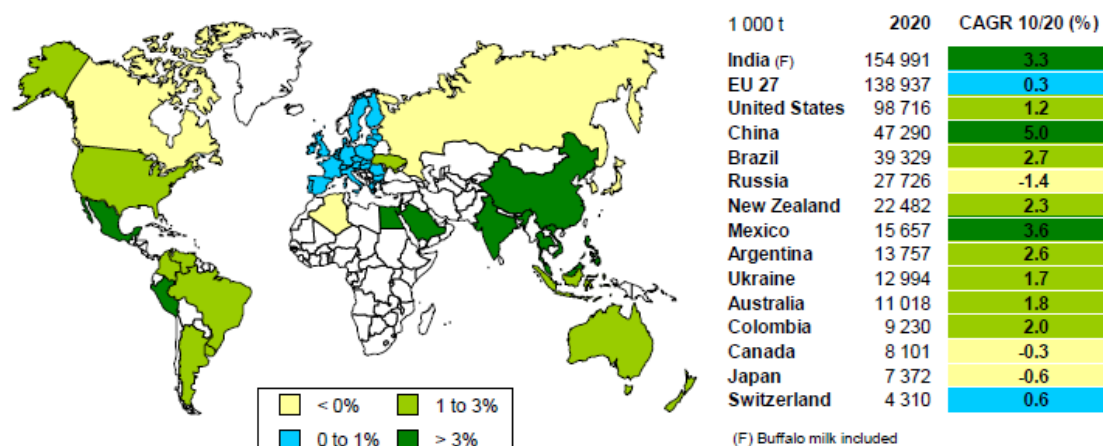 1 000 t 2020 CAGR 10/20 (%)
India (F) 154 991 3.3
EU 27 138 937 0.3
United States 98 716 1.2
China 47 290 5.0
Brazil 39 329 2.7
Russia 27 726 -1.4
New Zealand 22 482 2.3
Mexico 15 657 3.6
Argentina 13 757 2.6
Ukraine 12 994 1.7
Australia 11 018 1.8
Colombia 9 230 2.0
Canada 8 101 -0.3
Japan 7 372 -0.6
Switzerland 4 310 0.6
(F) Buffalo milk included
< 0% 1 to 3%
0 to 1% > 3%